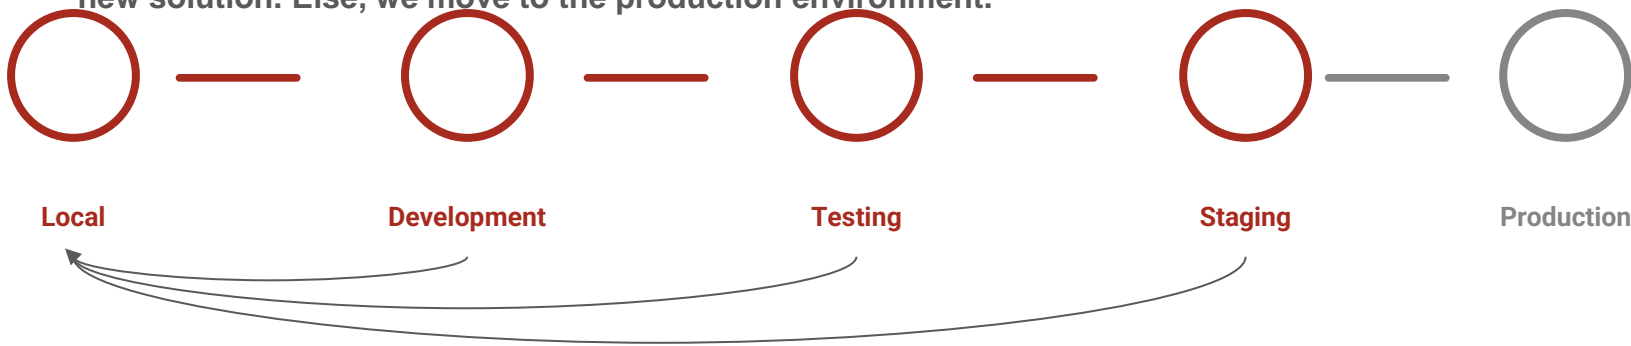 new solution. Else, we move to the production environment.
Local
Development
Testing
Staging
Production